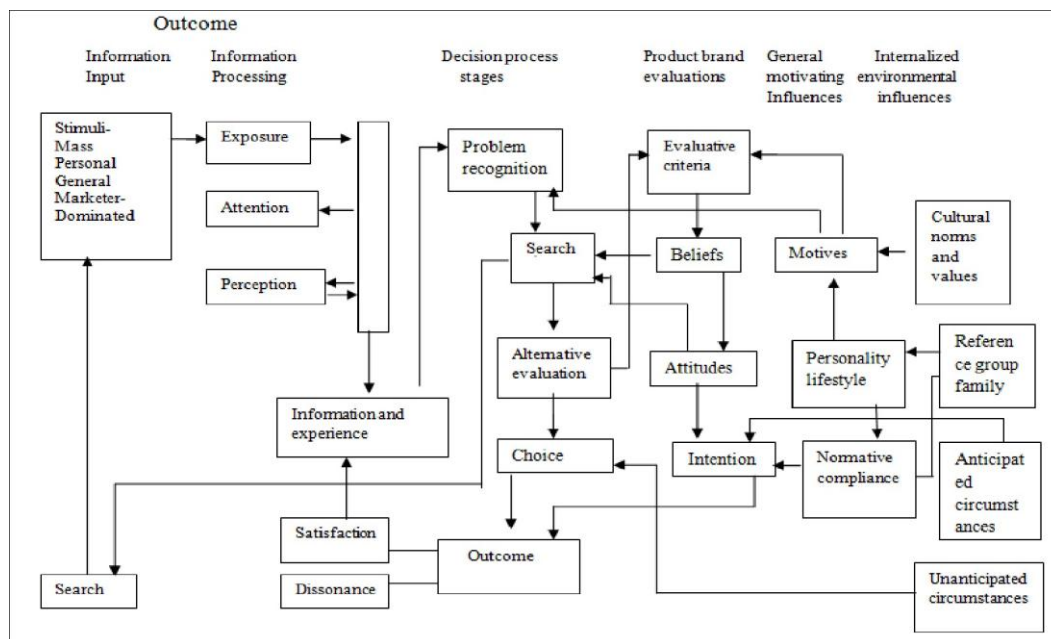 Outcome
Information
Input
Information
Processing
Decision process
stages
Product brand
evaluations
General
motivating
Influences
Internalized
environmental
influences
Stimuli-
Mass
Personal
General
Marketer-
Dominated
Exposure
Attention
Perception
Problem
recognition
Evaluative
criteria
Search
Beliefs
Motives
Cultural
norms
and
values
Alternative
evaluation
Attitudes
Personality
lifestyle
Referen
ce group
family
Information and
experience
Choice
Intention
Normative
compliance
Anticipat
ed
circumst
ances
Satisfaction
Outcome
Search
Dissonance
Unanticipated
circumstances